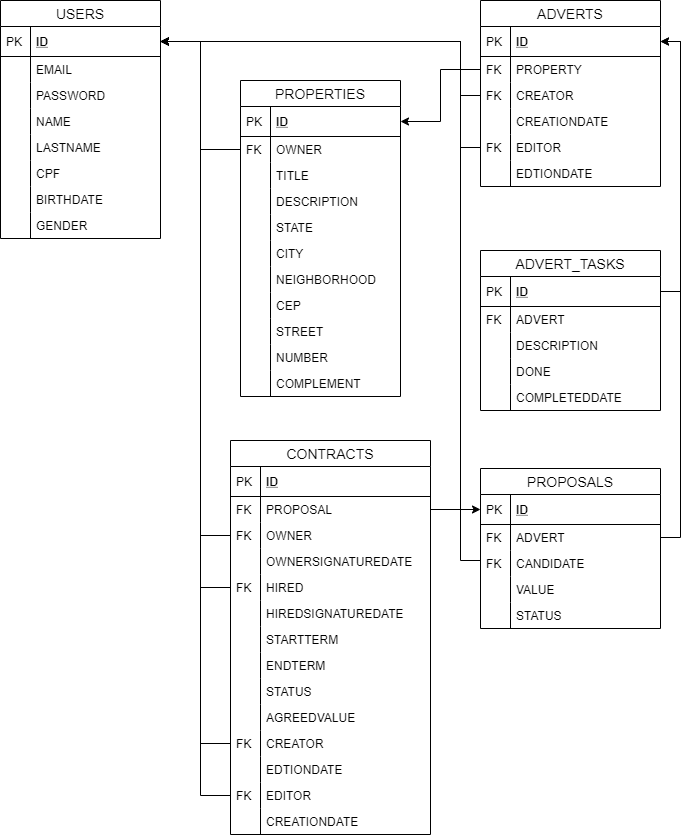 USERS
PK ID
EMAIL
PASSWORD
NAME
LASTNAME
CPF
BIRTHDATE
GENDER
PROPERTIES
PK ID
FK OWNER
TITLE
DESCRIPTION
STATE
CITY
NEIGHBORHOOD
CEP
STREET
NUMBER
COMPLEMENT
ADVERTS
PK ID
FK PROPERTY
FK CREATOR
CREATIONDATE
FK EDITOR
EDTIONDATE
ADVERT_TASKS
PK ID
FK ADVERT
DESCRIPTION
DONE
COMPLETEDDATE
CONTRACTS
PK ID
FK PROPOSAL
FK OWNER
OWNERSIGNATUREDATE
FK HIRED
HIREDSIGNATUREDATE
STARTTERM
ENDTERM
STATUS
AGREEDVALUE
FK CREATOR
EDTIONDATE
FK EDITOR
CREATIONDATE
PROPOSALS
PK ID
FK ADVERT
FK CANDIDATE
VALUE
STATUS